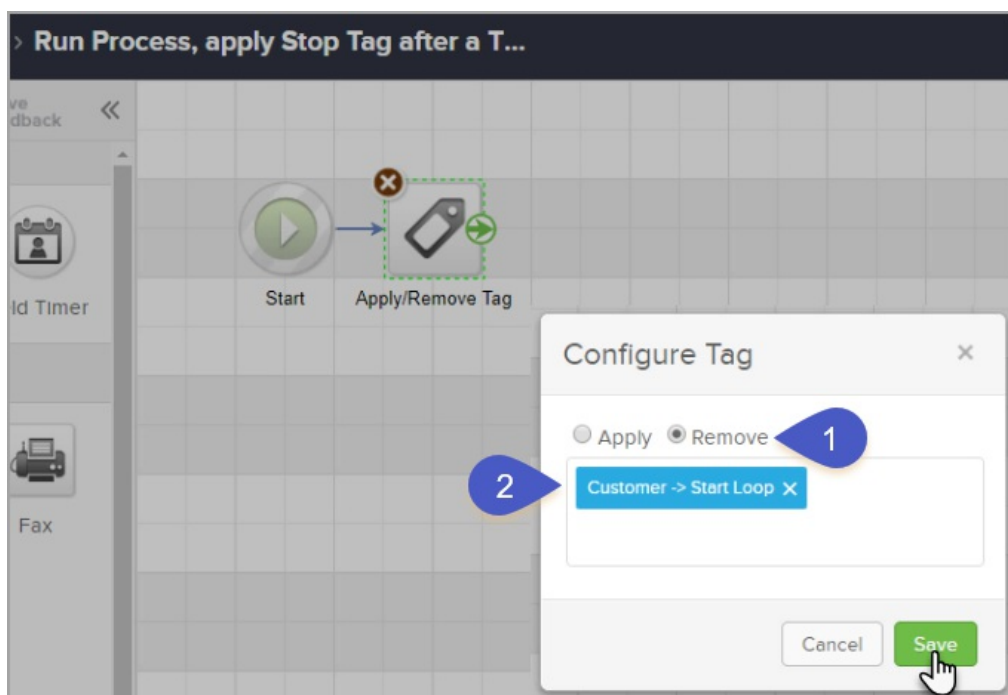 › Run Process, apply Stop Tag after a T...
ve
dback
«
Start
Apply/Remove Tag
ld Timer
Configure Tag ×
Apply Remove
1
2
Customer -> Start Loop ×
Fax
Cancel Save